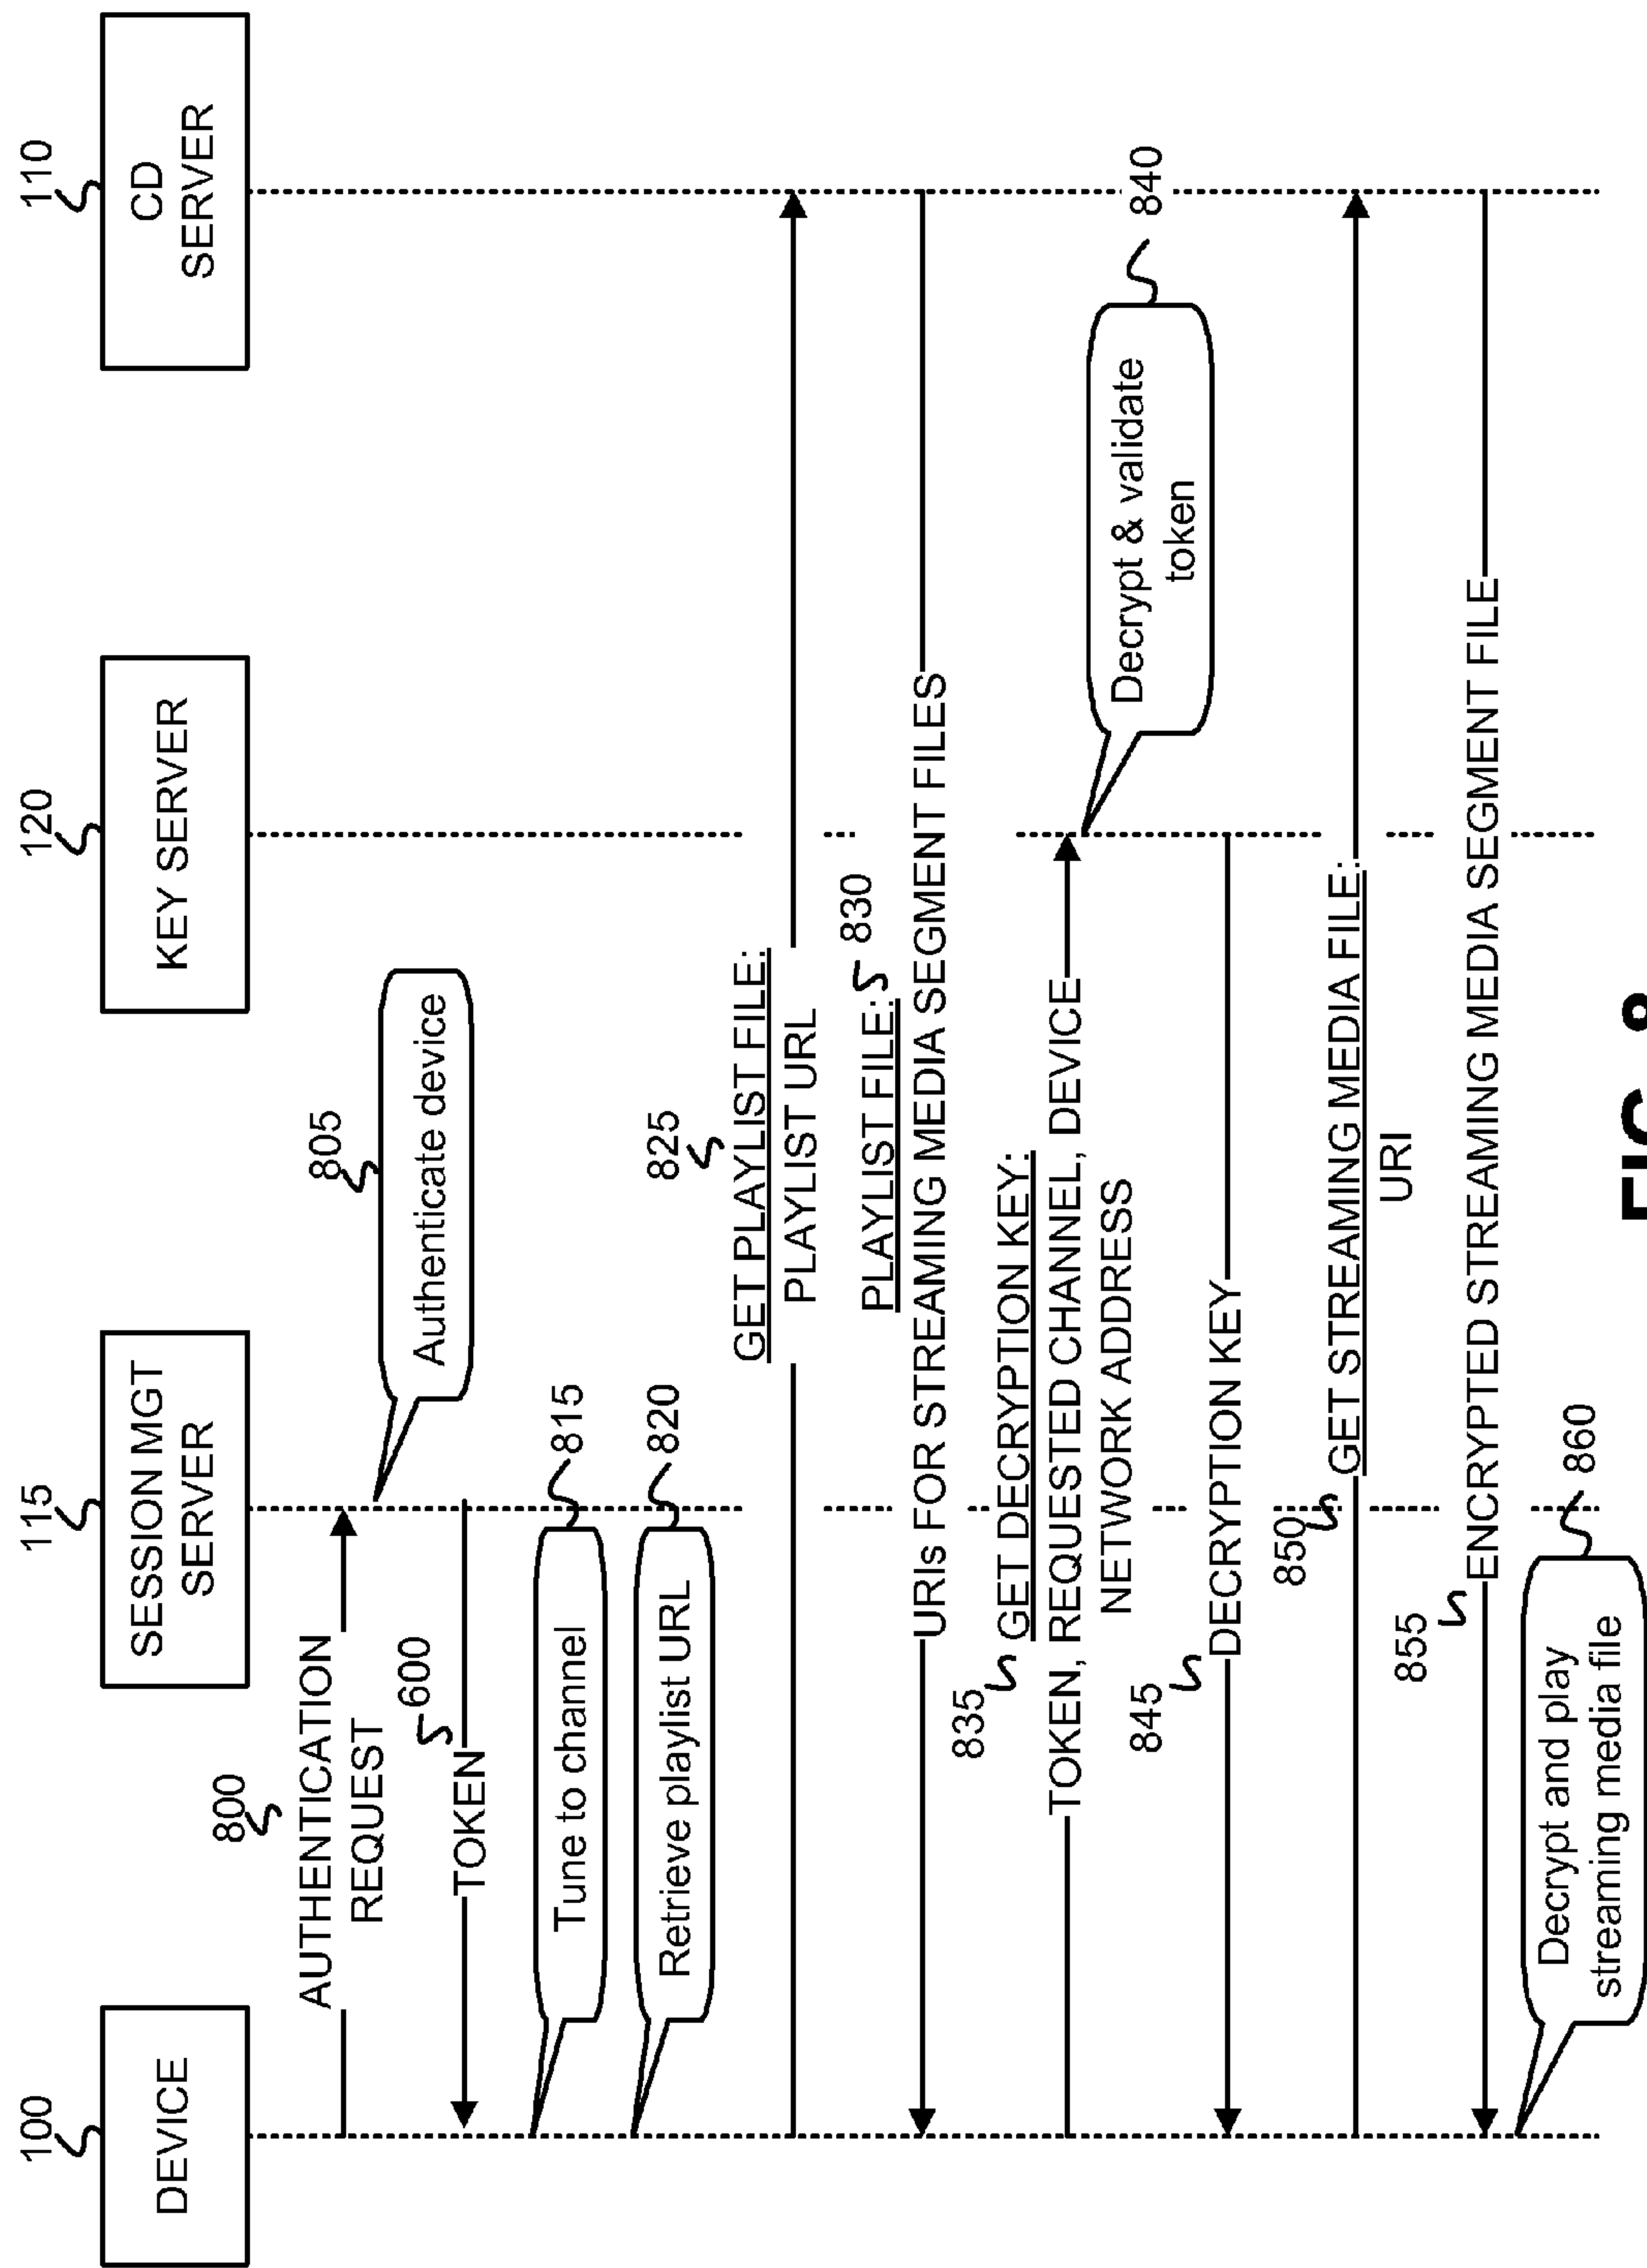 100
DEVICE
115
SESSION MGT
SERVER
120
KEY SERVER
110
CD
SERVER
800
AUTHENTICATION
REQUEST
805
Authenticate device
600
TOKEN
Tune to channel
815
Retrieve playlist URL
820
825
GET PLAYLIST FILE:
PLAYLIST URL
PLAYLIST FILE:
830
URIs FOR STREAMING MEDIA SEGMENT FILES
835
GET DECRYPTION KEY:
TOKEN, REQUESTED CHANNEL, DEVICE
NETWORK ADDRESS
Decrypt & validate
token
840
845
DECRYPTION KEY
850
GET STREAMING MEDIA FILE:
URI
855
ENCRYPTED STREAMING MEDIA SEGMENT FILE
Decrypt and play
streaming media file
860
FIG. 8